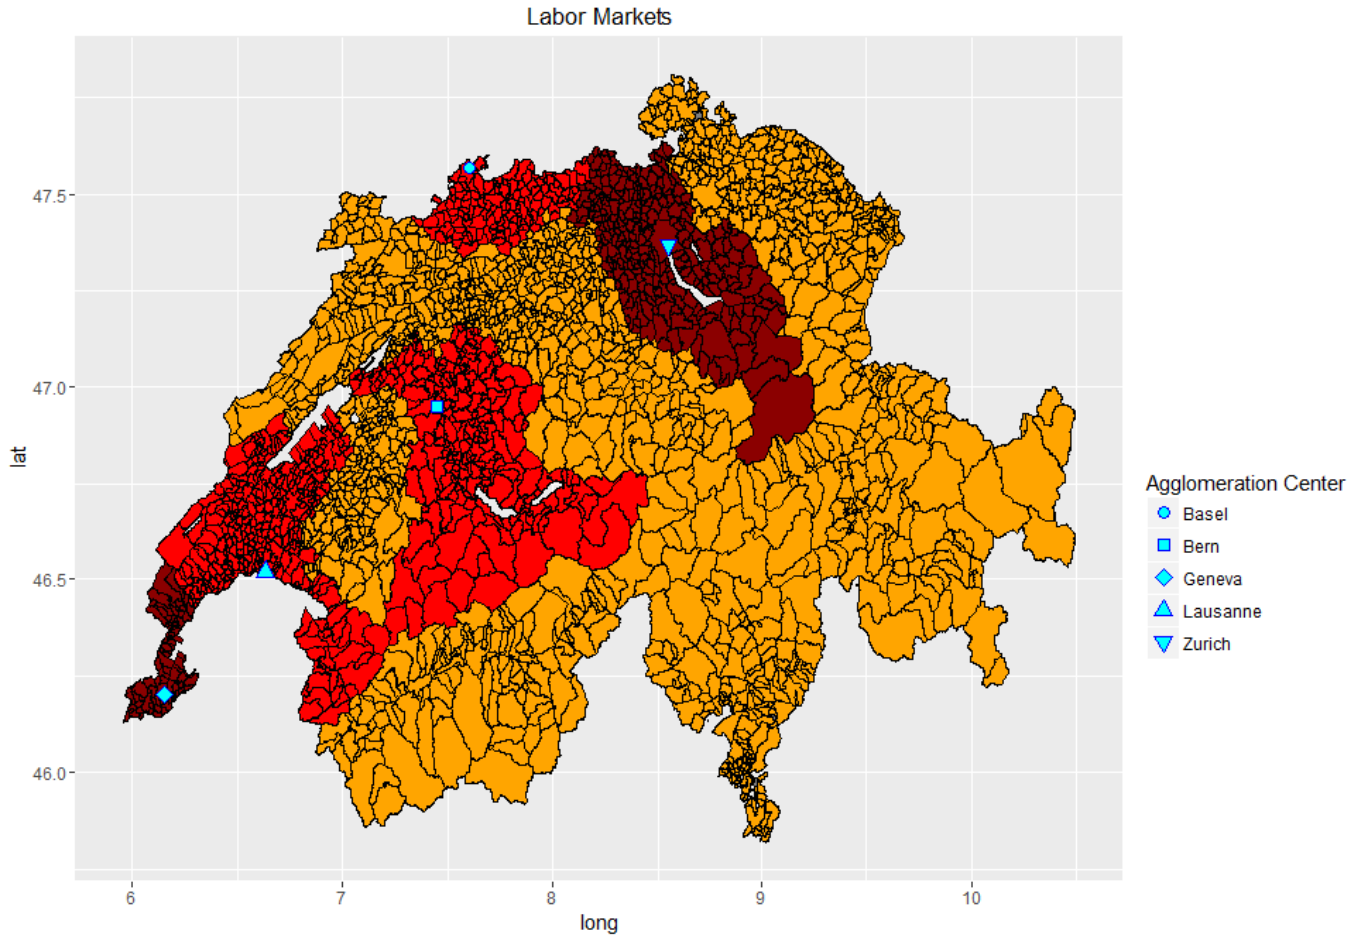 Labor Markets
47.5
47.0
46.5
46.0
lat
6
7
8
9
10
long
Agglomeration Center
Basel
Bern
Geneva
Lausanne
Zurich